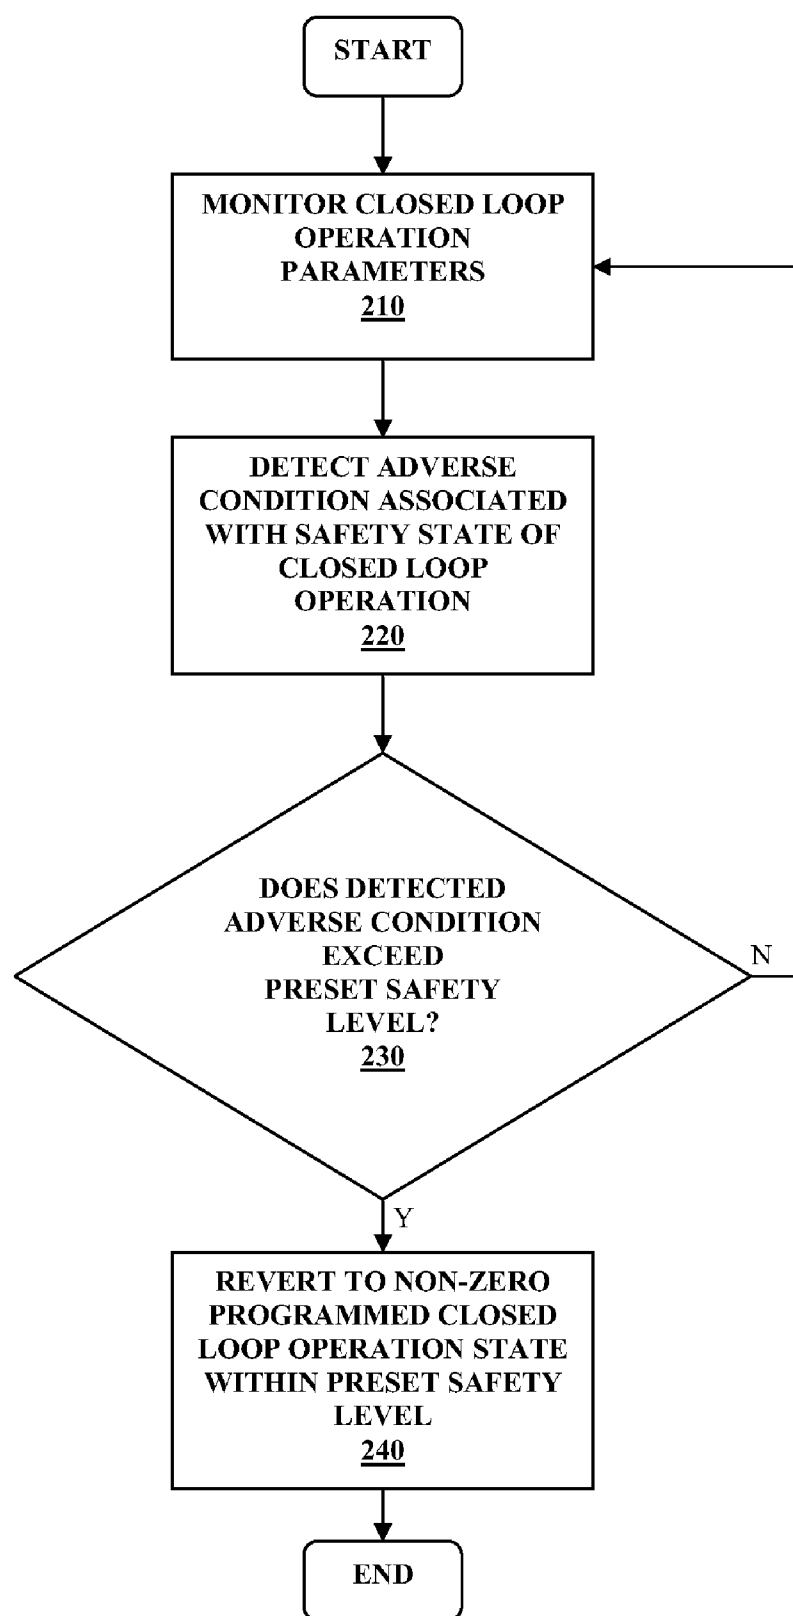 START
MONITOR CLOSED LOOP
OPERATION
PARAMETERS
210
DETECT ADVERSE
CONDITION ASSOCIATED
WITH SAFETY STATE OF
CLOSED LOOP
OPERATION
220
DOES DETECTED
ADVERSE CONDITION
EXCEED
PRESET SAFETY
LEVEL?
230
N
Y
REVERT TO NON-ZERO
PROGRAMMED CLOSED
LOOP OPERATION STATE
WITHIN PRESET SAFETY
LEVEL
240
END